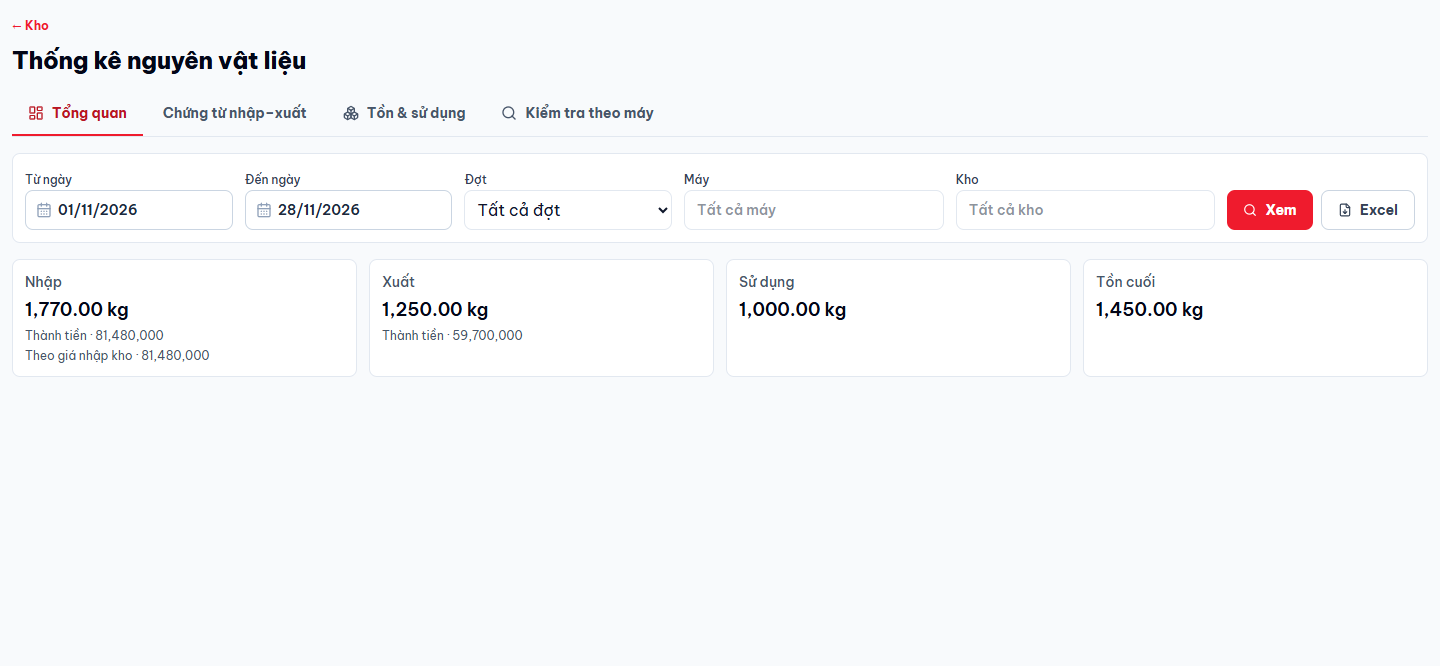 ← Kho
Thống kê nguyên vật liệu
Tổng quan Chứng từ nhập-xuất Tồn & sử dụng Kiểm tra theo máy
Từ ngày Đến ngày Đợt Máy Kho
01/11/2026 28/11/2026 Tất cả đợt Tất cả máy Tất cả kho Xem Excel
Nhập Xuất Sử dụng Tồn cuối
1,770.00 kg 1,250.00 kg 1,000.00 kg 1,450.00 kg
Thành tiền · 81,480,000 Thành tiền · 59,700,000
Theo giá nhập kho · 81,480,000